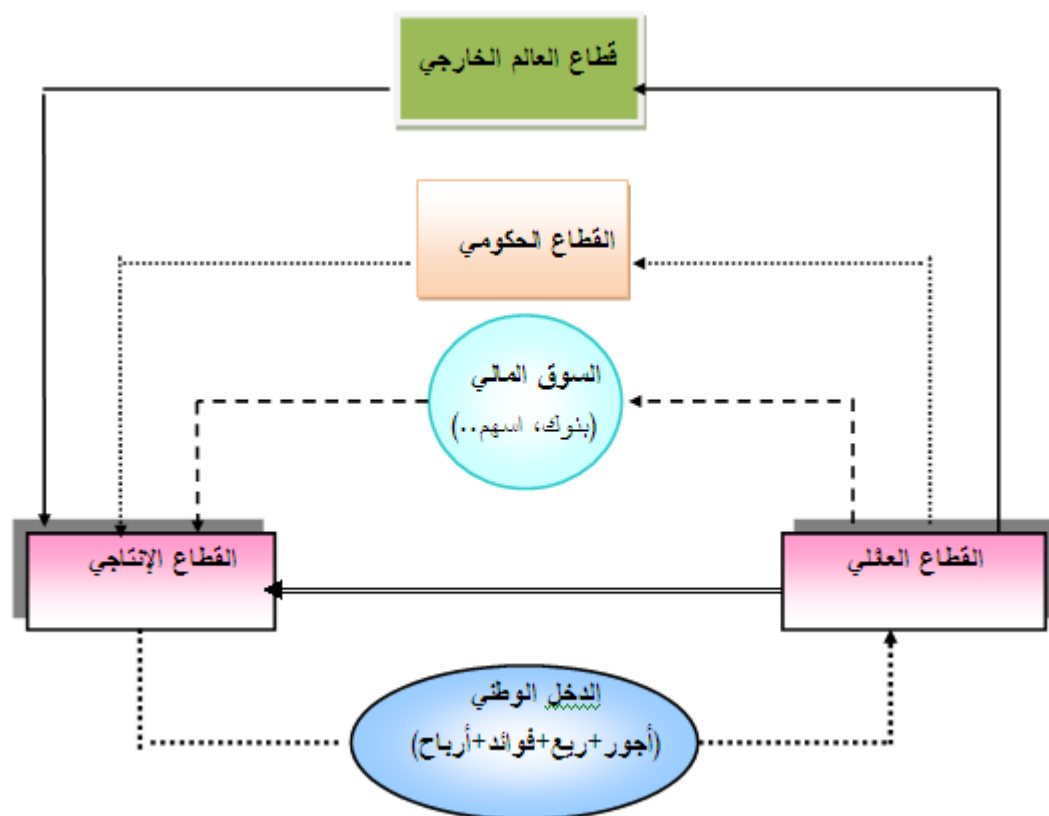 قطاع العالم الخارجي
القطاع الحكومي
السوق المالي
(بنوك، اسهم..)
القطاع العائلي
القطاع الإنتاجي
الدخل الوطني
(أجور+ريع+فوائد+أرباح)